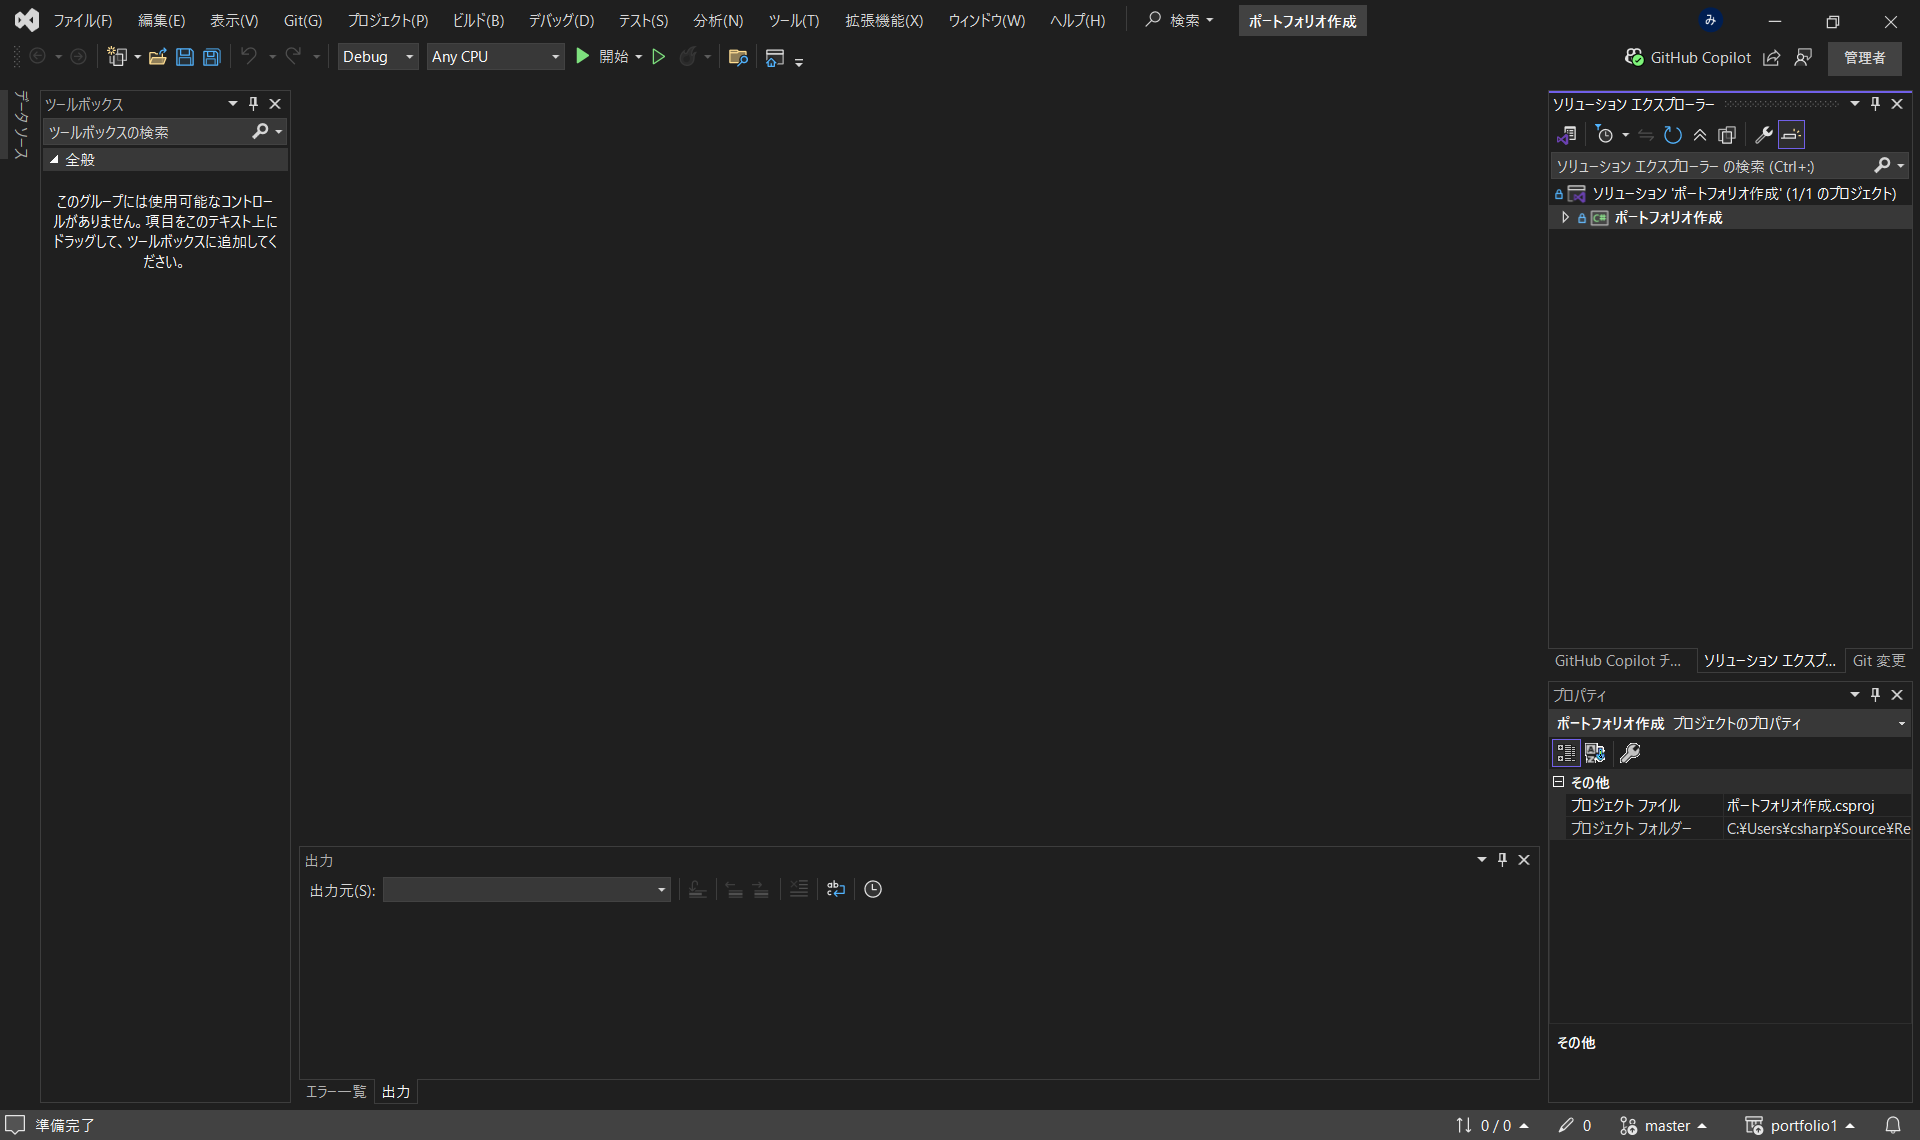 ファイル(F) 編集(E) 表示(V) Git(G) プロジェクト(P) ビルド(B) デバッグ(D) テスト(S) 分析(N) ツール(T) 拡張機能(X) ウィンドウ(W) ヘルプ(H) 検索 ポートフォリオ作成 み
Debug Any CPU 開始 GitHub Copilot 管理者
データ ソース
ツールボックス
ツールボックスの検索
全般
このグループには使用可能なコントロー
ルがありません。項目をこのテキスト上に
ドラッグして、ツールボックスに追加してく
ださい。
ソリューション エクスプローラー
ソリューション エクスプローラー の検索 (Ctrl+:)
ソリューション 'ポートフォリオ作成' (1/1 のプロジェクト)
C# ポートフォリオ作成
GitHub Copilot チ... ソリューション エクスプ... Git 変更
プロパティ
ポートフォリオ作成 プロジェクトのプロパティ
その他
プロジェクト ファイル ポートフォリオ作成.csproj
プロジェクト フォルダー C:¥Users¥csharp¥Source¥Re
その他
出力
出力元(S):
エラー一覧 出力
準備完了 0 / 0 0 master portfolio1